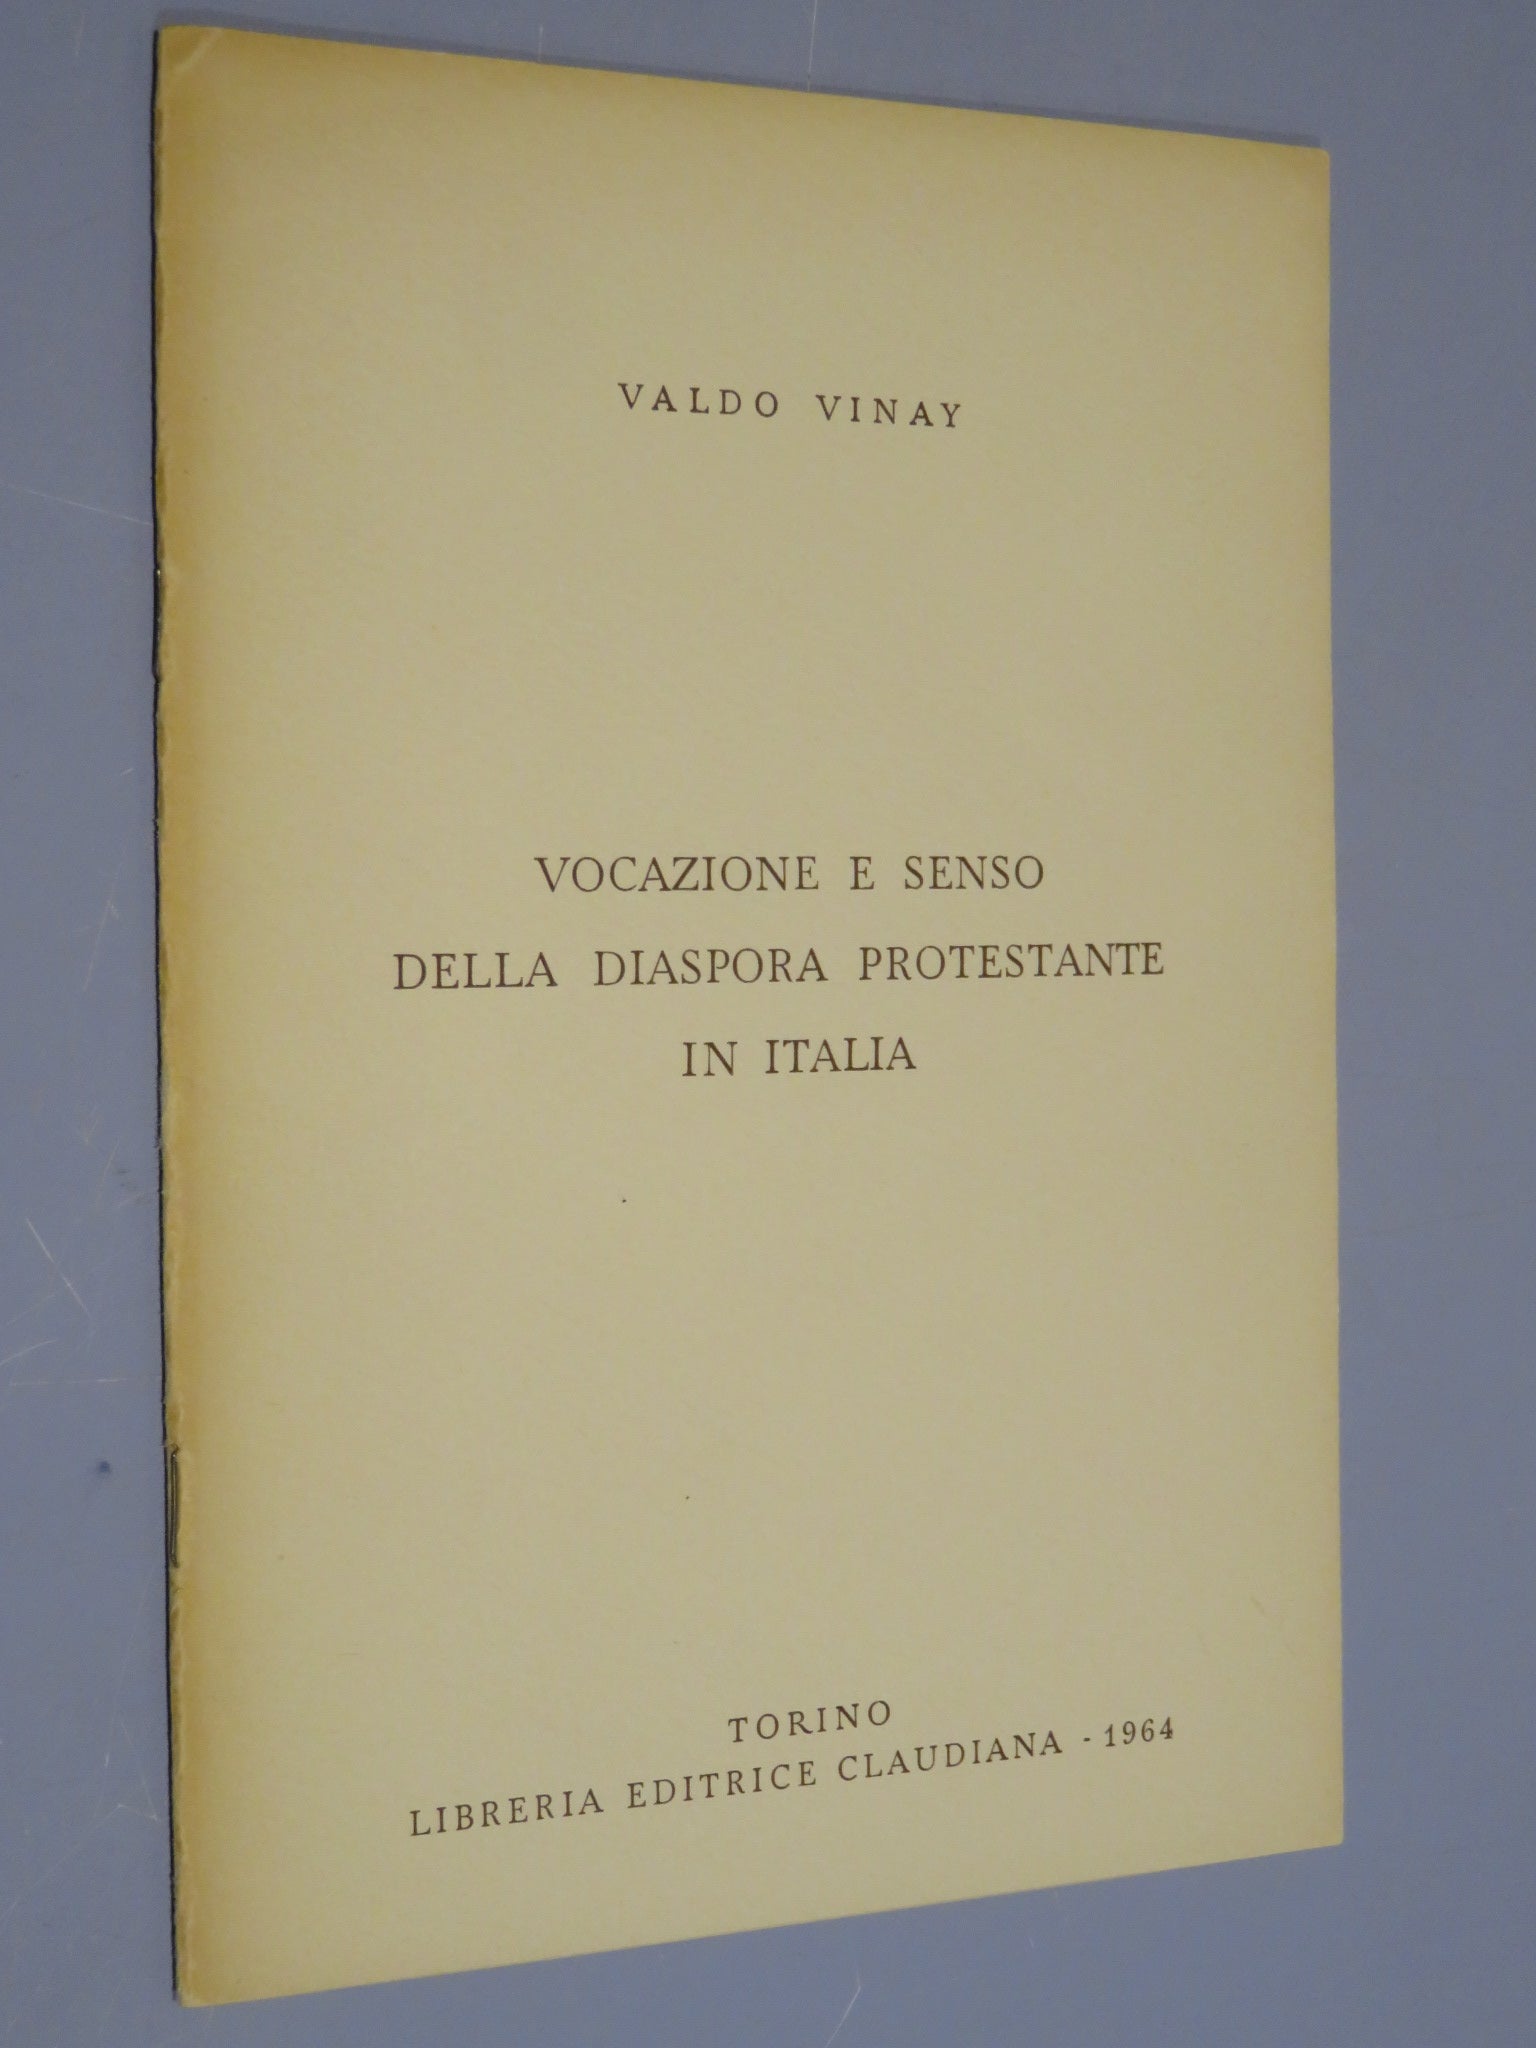 VALDO VINAY
VOCAZIONE E SENSO
DELLA DIASPORA PROTESTANTE
IN ITALIA
TORINO
LIBRERIA EDITRICE CLAUDIANA - 1964